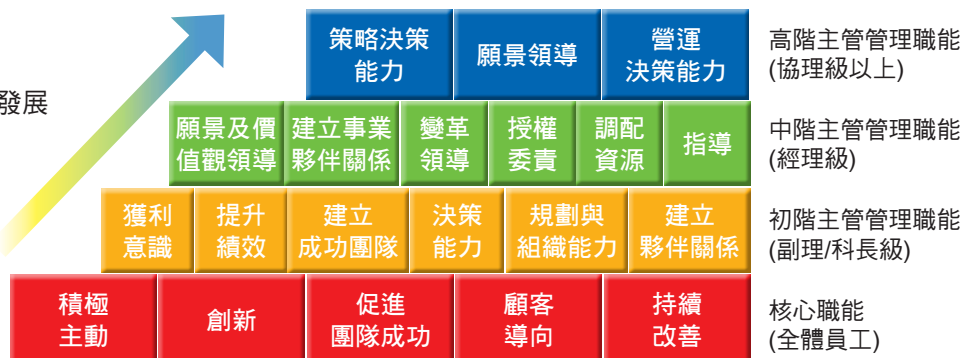 策略決策
能力
願景領導
營運
決策能力
高階主管管理職能
(協理級以上)
發展
願景及價
值觀領導
建立事業
夥伴關係
變革
領導
授權
委責
調配
資源
指導
中階主管管理職能
(經理級)
獲利
意識
提升
績效
建立
成功團隊
決策
能力
規劃與
組織能力
建立
夥伴關係
初階主管管理職能
(副理/科長級)
積極
主動
創新
促進
團隊成功
顧客
導向
持續
改善
核心職能
(全體員工)